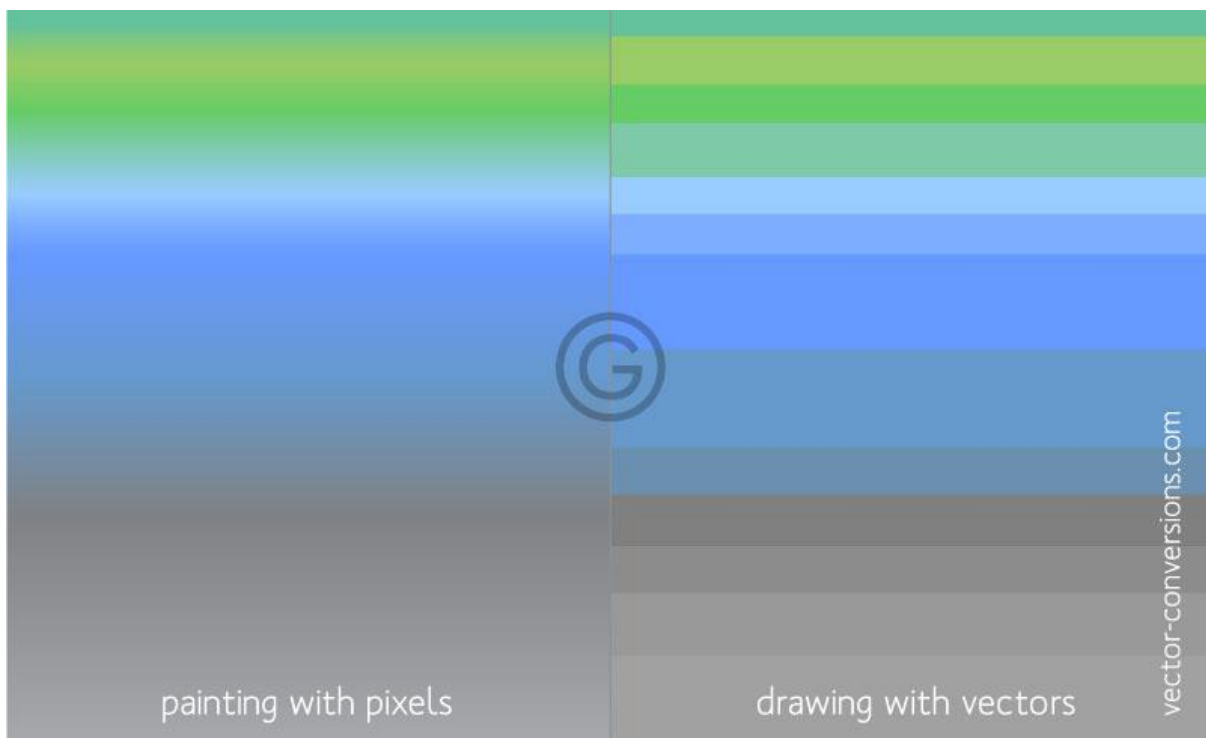 painting with pixels
drawing with vectors
vector-conversions.com
G